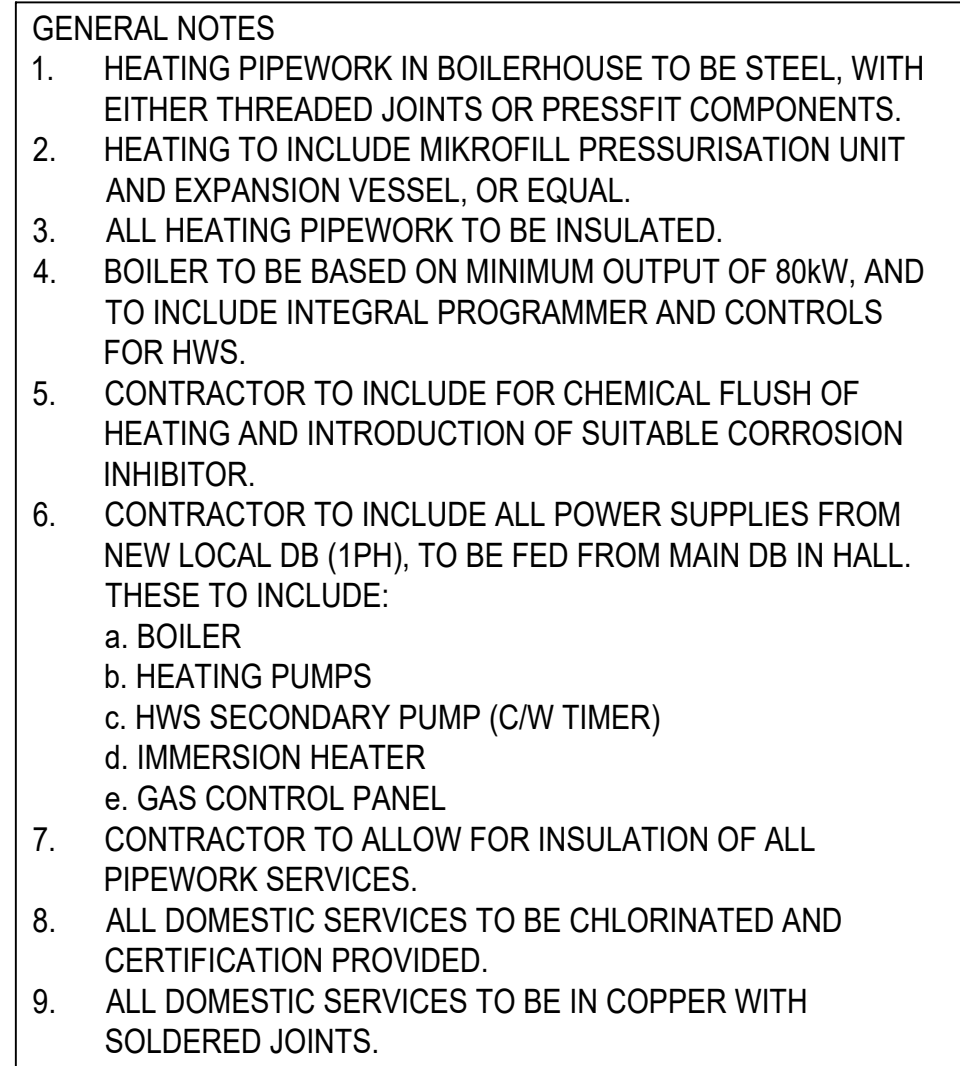 GENERAL NOTES
1. HEATING PIPEWORK IN BOILERHOUSE TO BE STEEL, WITH
EITHER THREADED JOINTS OR PRESSFIT COMPONENTS.
2. HEATING TO INCLUDE MIKROFILL PRESSURISATION UNIT
AND EXPANSION VESSEL, OR EQUAL.
3. ALL HEATING PIPEWORK TO BE INSULATED.
4. BOILER TO BE BASED ON MINIMUM OUTPUT OF 80kW, AND
TO INCLUDE INTEGRAL PROGRAMMER AND CONTROLS
FOR HWS.
5. CONTRACTOR TO INCLUDE FOR CHEMICAL FLUSH OF
HEATING AND INTRODUCTION OF SUITABLE CORROSION
INHIBITOR.
6. CONTRACTOR TO INCLUDE ALL POWER SUPPLIES FROM
NEW LOCAL DB (1PH), TO BE FED FROM MAIN DB IN HALL.
THESE TO INCLUDE:
a. BOILER
b. HEATING PUMPS
c. HWS SECONDARY PUMP (C/W TIMER)
d. IMMERSION HEATER
e. GAS CONTROL PANEL
7. CONTRACTOR TO ALLOW FOR INSULATION OF ALL
PIPEWORK SERVICES.
8. ALL DOMESTIC SERVICES TO BE CHLORINATED AND
CERTIFICATION PROVIDED.
9. ALL DOMESTIC SERVICES TO BE IN COPPER WITH
SOLDERED JOINTS.